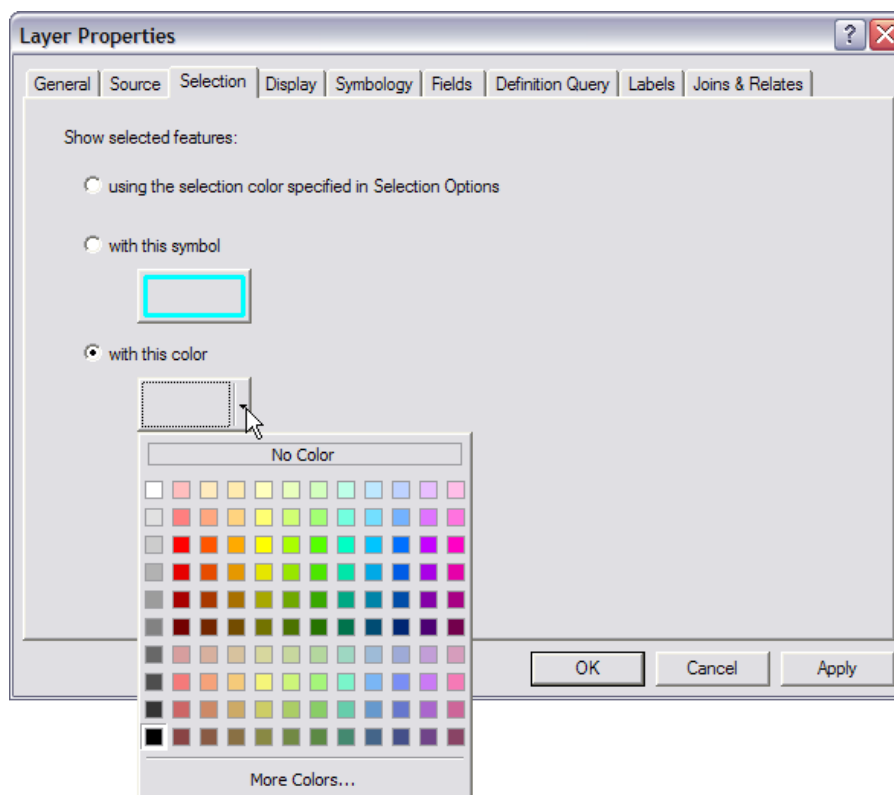 Layer Properties
?
General Source Selection Display Symbology Fields Definition Query Labels Joins & Relates
Show selected features:
using the selection color specified in Selection Options
with this symbol
with this color
No Color
More Colors...
OK Cancel Apply